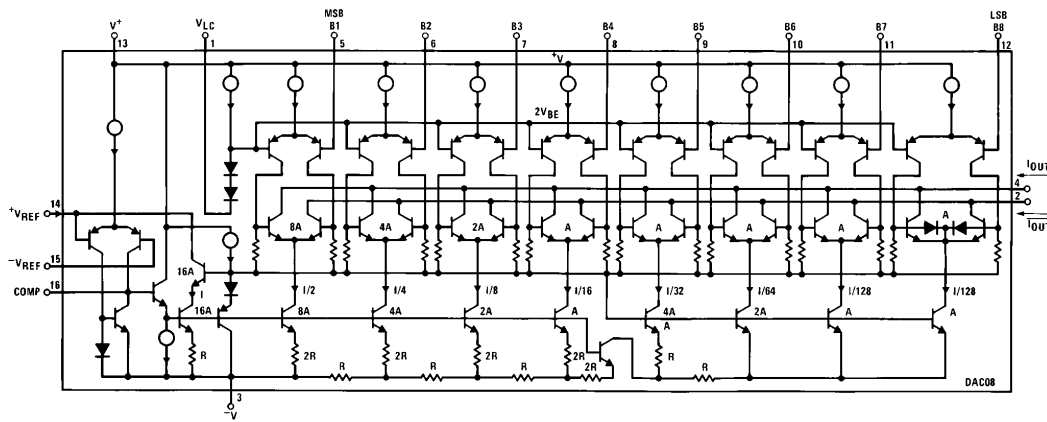 V+ VLC MSB B1 B2 B3 B4 B5 B6 B7 LSB B8
13 1 5 6 7 8 9 10 11 12
+V
2VBE
IOUT
4
2
IOUT
14
+VREF
15
-VREF
16
COMP
8A 4A 2A A A A A A
16A
I
I/2 I/4 I/8 I/16 I/32 I/64 I/128 I/128
16A 8A 4A 2A A 4A 2A A A
A
R 2R 2R 2R 2R R
R R R 2R R
3
-V
DAC08